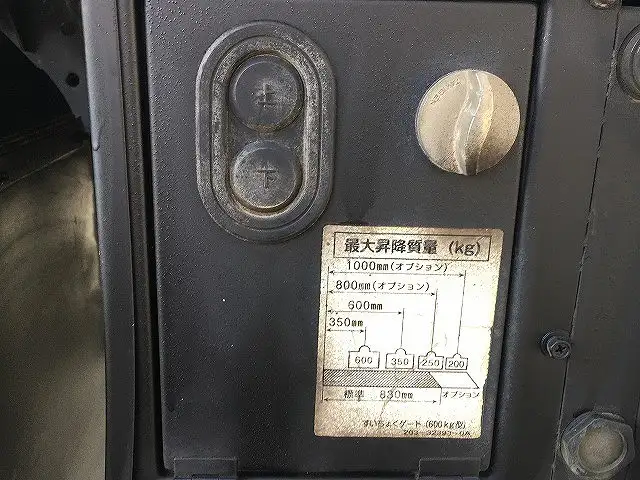 上
下
最大昇降質量 (kg)
1000mm(オプション)
800mm(オプション)
600mm
350mm
600 350 250 200
標準 830mm オプション
すいちょくゲート (600kg型)